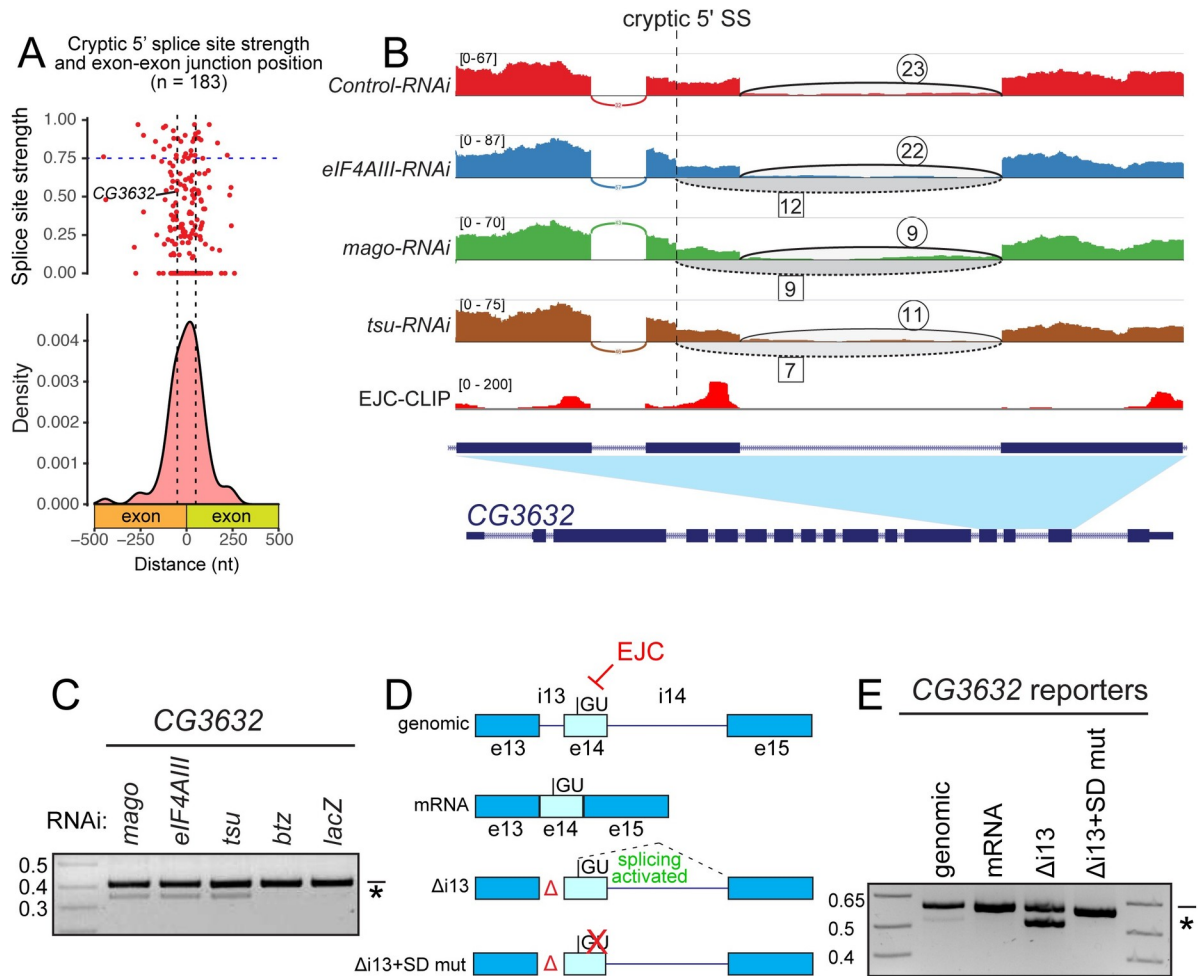 A
Cryptic 5' splice site strength
and exon-exon junction position
(n = 183)
1.00
0.75
0.50
0.25
0.00
Splice site strength
CG3632
0.004
0.003
0.002
0.001
0.000
Density
exon exon
−500 −250 0 250 500
Distance (nt)
B
cryptic 5' SS
Control-RNAi
[0-67]
23
eIF4AIII-RNAi
[0 - 87]
22
12
mago-RNAi
[0 - 70]
9
9
tsu-RNAi
[0 - 75]
11
7
EJC-CLIP
[0 - 200]
CG3632
C
CG3632
RNAi: mago eIF4AIII tsu btz lacZ
0.5
0.4
0.3
*
D
EJC
i13 |GU i14
genomic
e13 e14 e15
|GU
mRNA
e13 e14 e15
|GU splicing
activated
Δi13 Δ
|GU
Δi13+SD mut Δ
E
CG3632 reporters
genomic mRNA Δi13 Δi13+SD mut
0.65
0.5
0.4
*